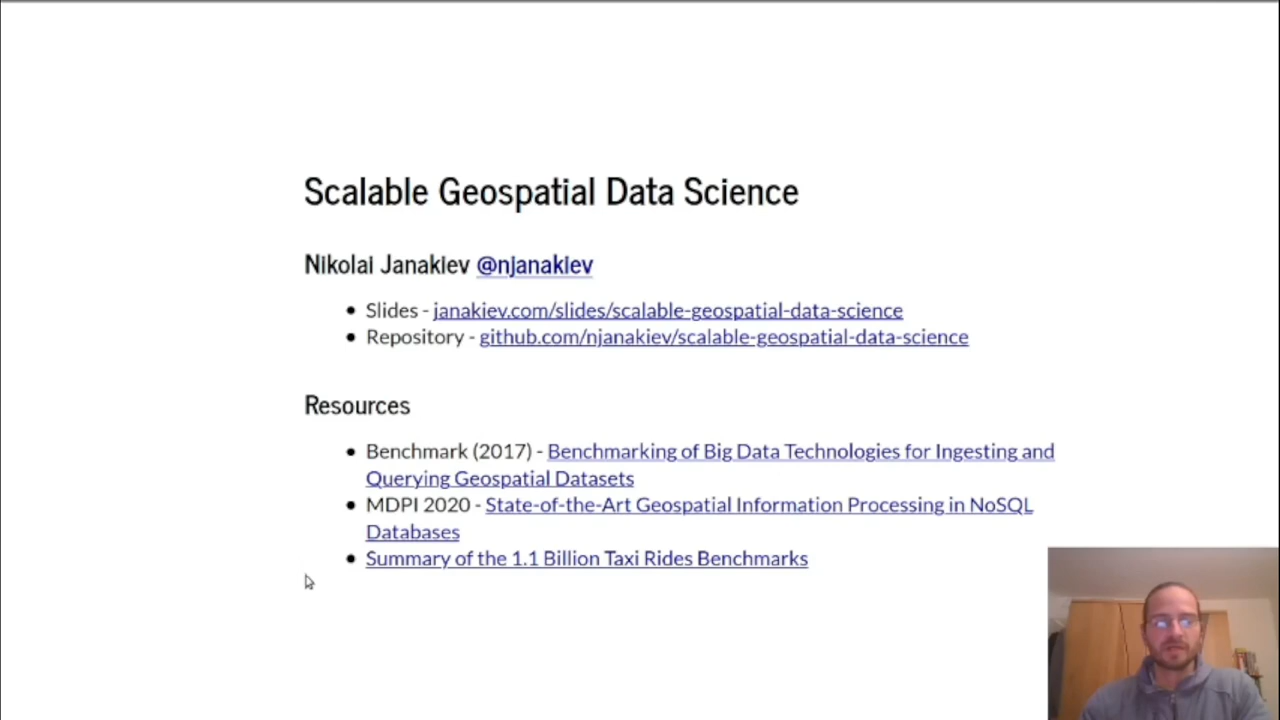 Scalable Geospatial Data Science
Nikolai Janakiev @njanakiev
Slides - janakiev.com/slides/scalable-geospatial-data-science
Repository - github.com/njanakiev/scalable-geospatial-data-science
Resources
Benchmark (2017) - Benchmarking of Big Data Technologies for Ingesting and
Querying Geospatial Datasets
MDPI 2020 - State-of-the-Art Geospatial Information Processing in NoSQL
Databases
Summary of the 1.1 Billion Taxi Rides Benchmarks